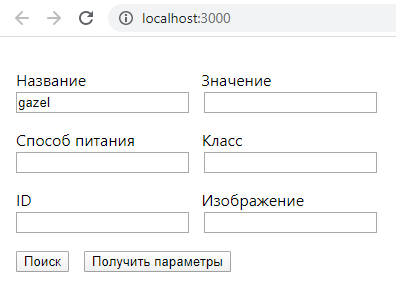 localhost:3000
Название Значение
gazel
Способ питания Класс
ID Изображение
Поиск Получить параметры